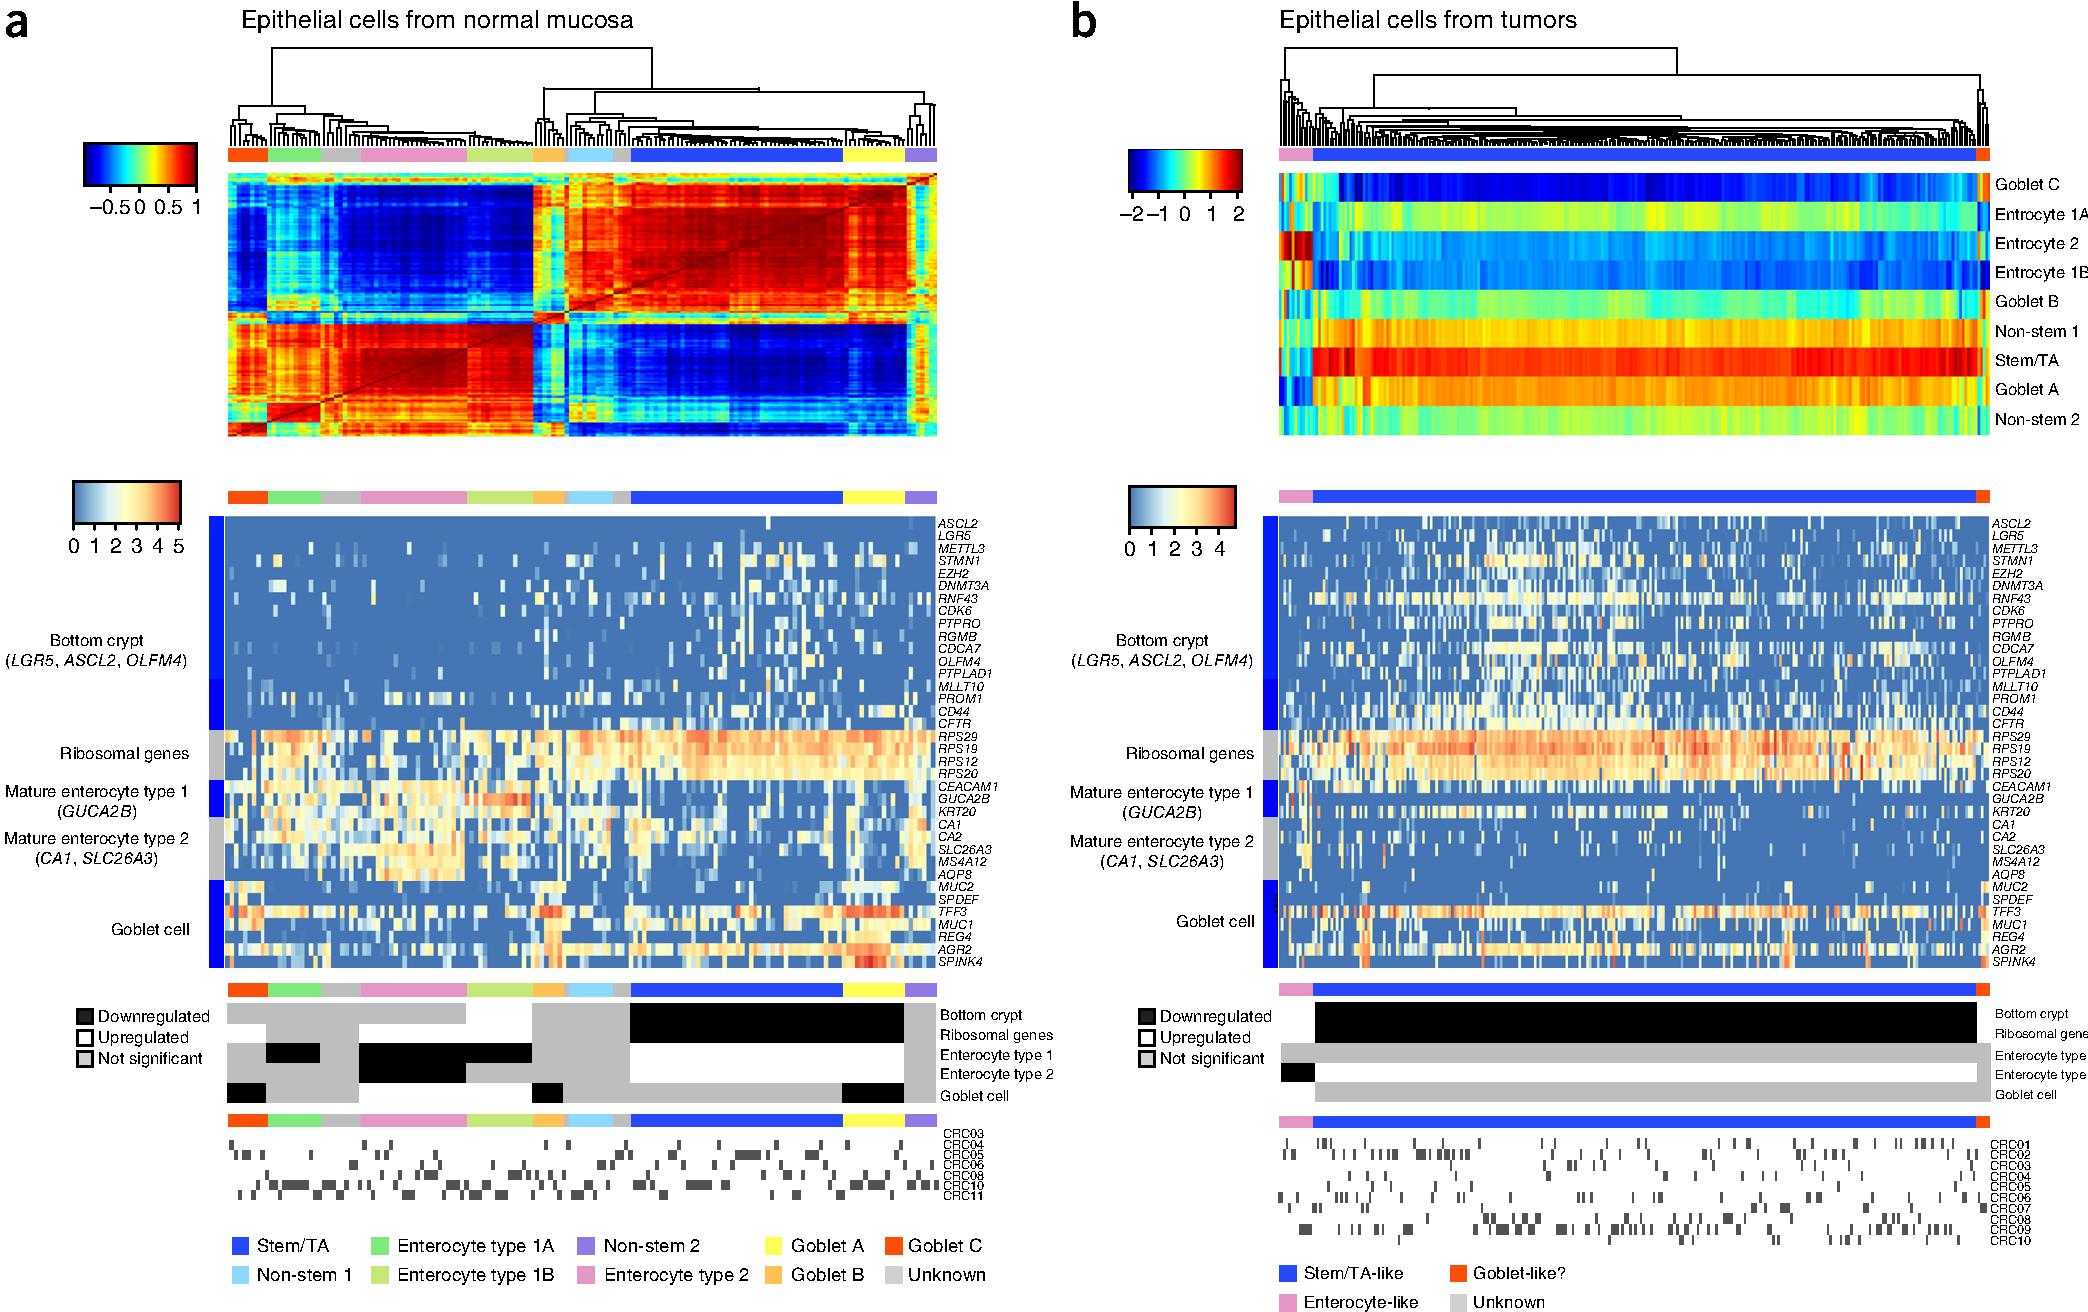 a
Epithelial cells from normal mucosa
−0.5 0 0.5 1
0 1 2 3 4 5
ASCL2
LGR5
METTL3
STMN1
EZH2
DNMT3A
RNF43
CDK6
PTPRO
RGMB
CDCA7
OLFM4
PTPLAD1
MLLT10
PROM1
CD44
CFTR
RPS29
RPS19
RPS12
RPS20
CEACAM1
GUCA2B
KRT20
CA1
CA2
SLC26A3
MS4A12
AQP8
MUC2
SPDEF
TFF3
MUC1
REG4
AGR2
SPINK4
Bottom crypt
(LGR5, ASCL2, OLFM4)
Ribosomal genes
Mature enterocyte type 1
(GUCA2B)
Mature enterocyte type 2
(CA1, SLC26A3)
Goblet cell
Downregulated
Upregulated
Not significant
Bottom crypt
Ribosomal genes
Enterocyte type 1
Enterocyte type 2
Goblet cell
CRC03
CRC04
CRC05
CRC06
CRC08
CRC10
CRC11
Stem/TA
Enterocyte type 1A
Non-stem 2
Goblet A
Goblet C
Non-stem 1
Enterocyte type 1B
Enterocyte type 2
Goblet B
Unknown
b
Epithelial cells from tumors
−2 −1 0 1 2
Goblet C
Entrocyte 1A
Entrocyte 2
Entrocyte 1B
Goblet B
Non-stem 1
Stem/TA
Goblet A
Non-stem 2
0 1 2 3 4
ASCL2
LGR5
METTL3
STMN1
EZH2
DNMT3A
RNF43
CDK6
PTPRO
RGMB
CDCA7
OLFM4
PTPLAD1
MLLT10
PROM1
CD44
CFTR
RPS29
RPS19
RPS12
RPS20
CEACAM1
GUCA2B
KRT20
CA1
CA2
SLC26A3
MS4A12
AQP8
MUC2
SPDEF
TFF3
MUC1
REG4
AGR2
SPINK4
Bottom crypt
(LGR5, ASCL2, OLFM4)
Ribosomal genes
Mature enterocyte type 1
(GUCA2B)
Mature enterocyte type 2
(CA1, SLC26A3)
Goblet cell
Downregulated
Upregulated
Not significant
Bottom crypt
Ribosomal gene
Enterocyte type
Enterocyte type
Goblet cell
CRC01
CRC02
CRC03
CRC04
CRC05
CRC06
CRC07
CRC08
CRC09
CRC10
Stem/TA-like
Goblet-like?
Enterocyte-like
Unknown